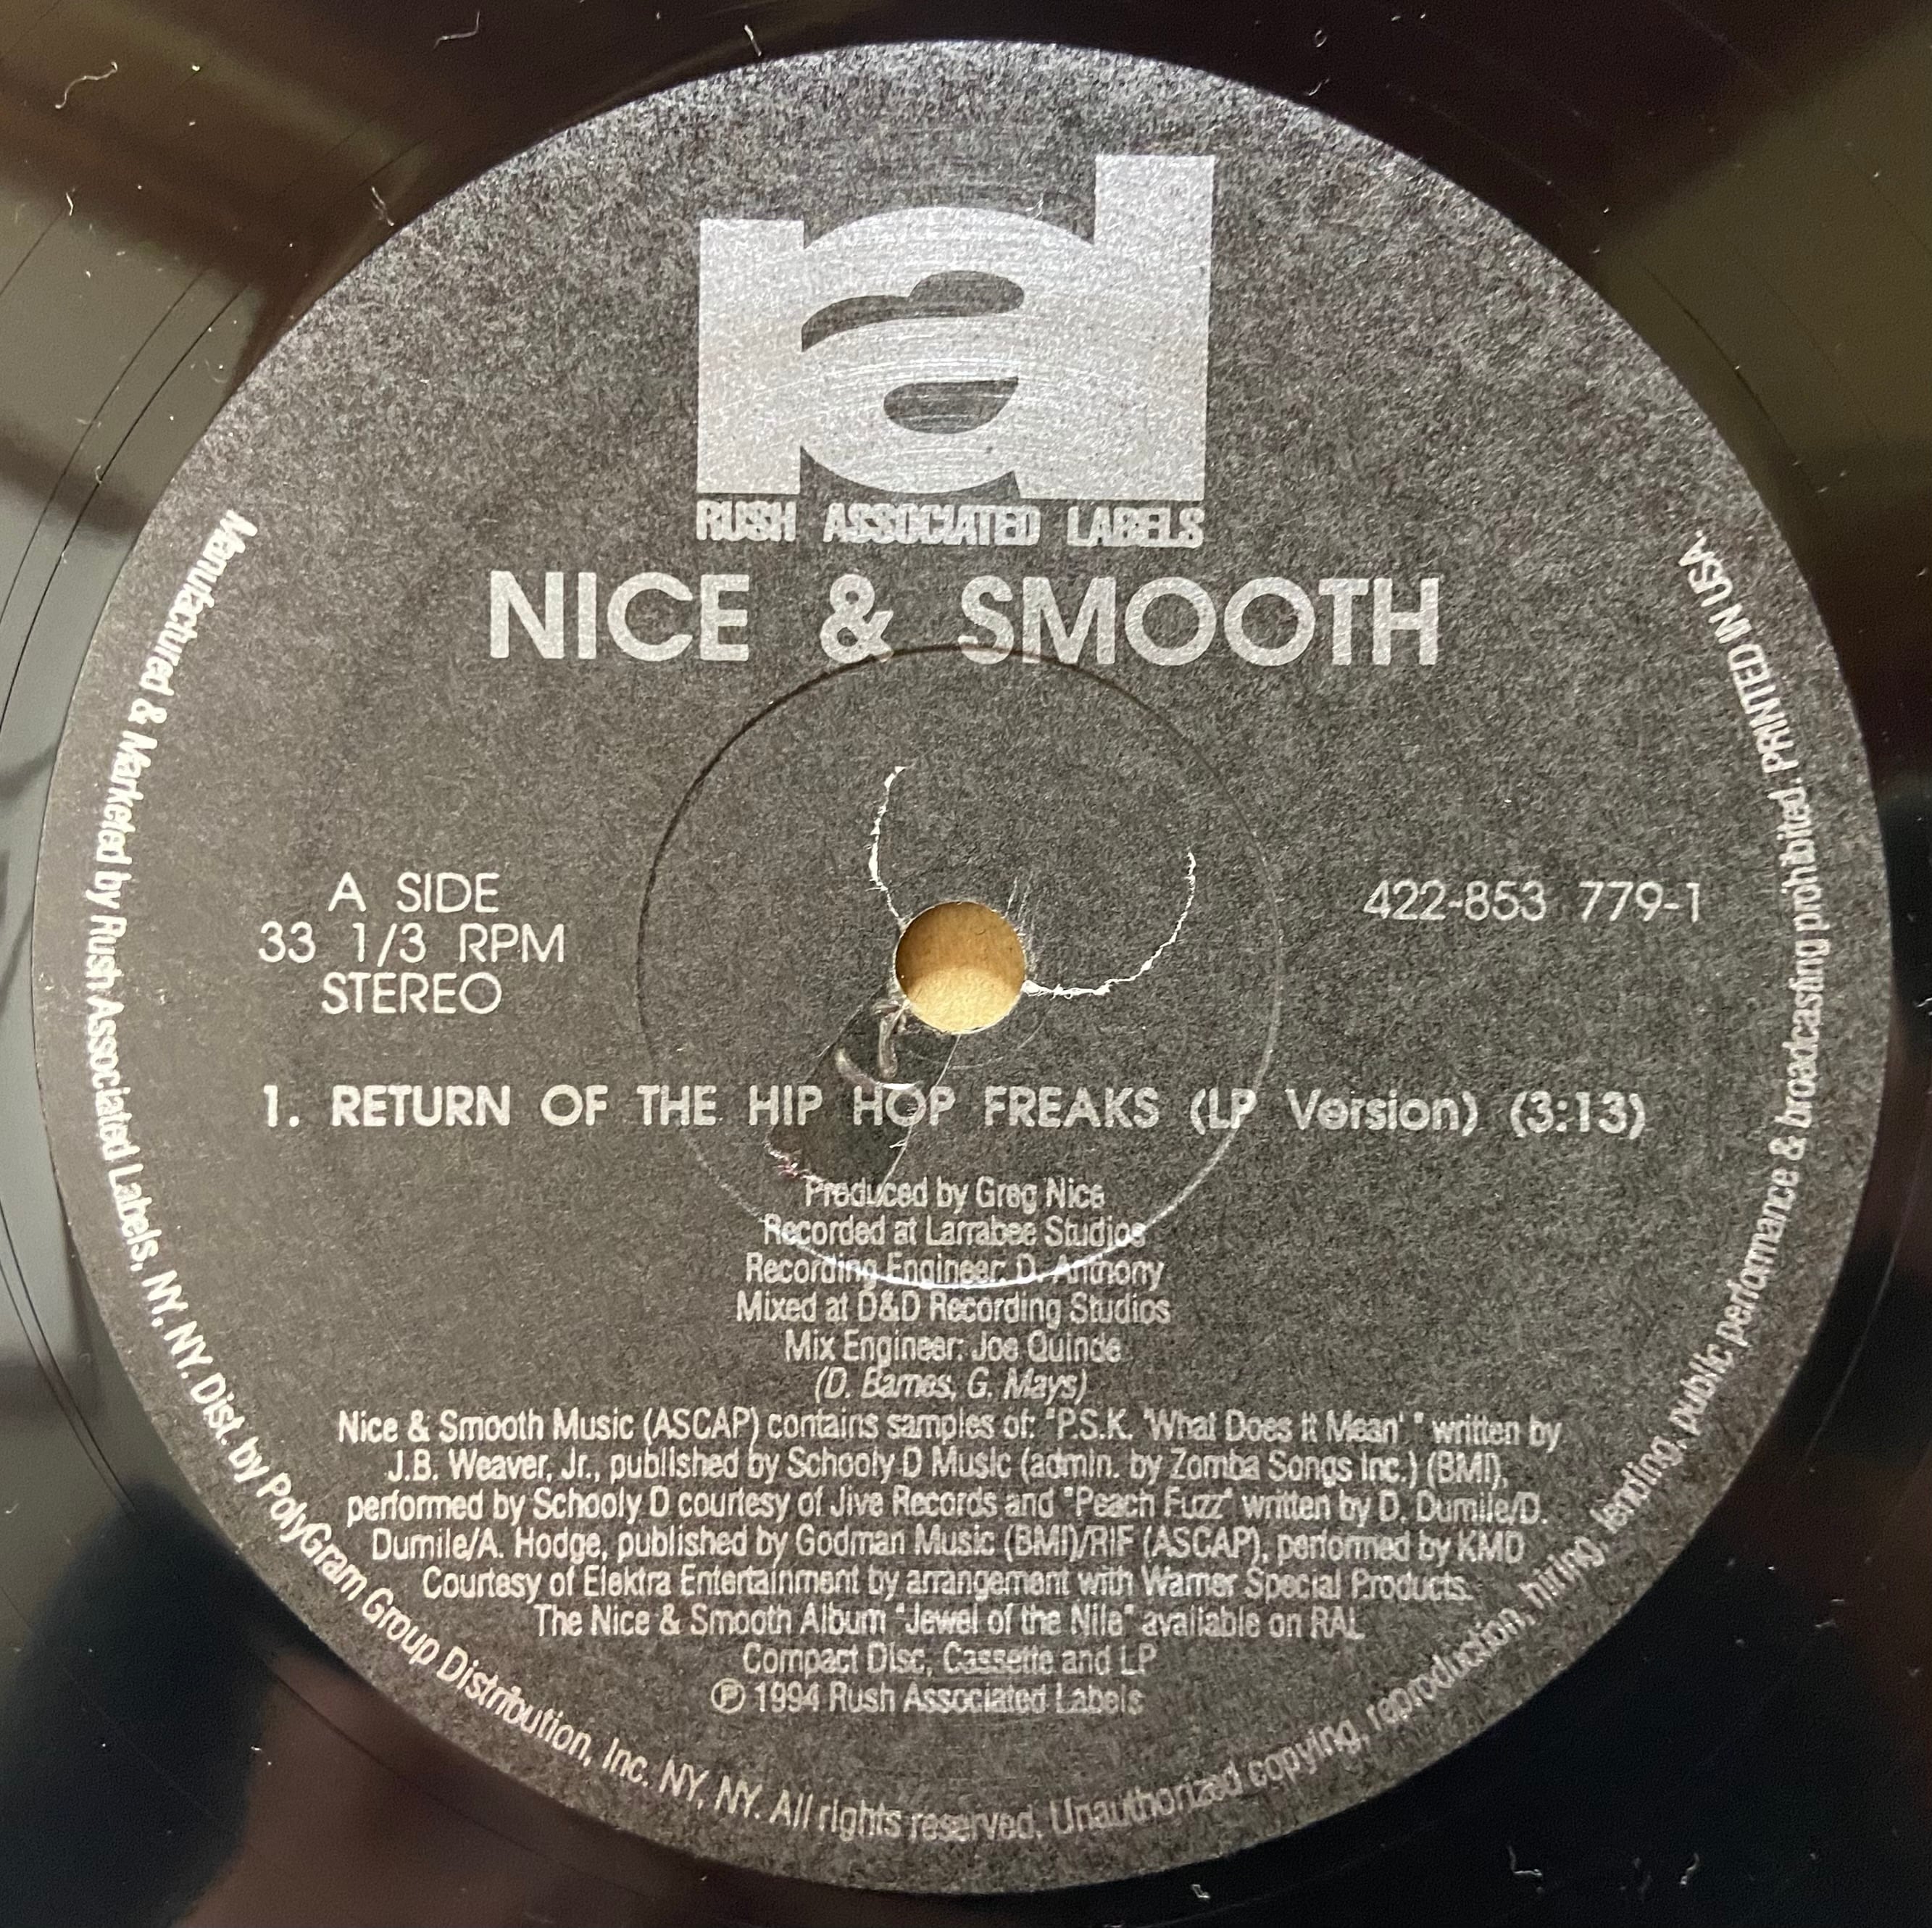 ral
RUSH ASSOCIATED LABELS
NICE & SMOOTH
A SIDE
33 1/3 RPM
STEREO
422-853 779-1
1. RETURN OF THE HIP HOP FREAKS (LP Version) (3:13)
Produced by Greg Nice
Recorded at Larrabee Studios
Recording Engineer: D. Anthony
Mixed at D&D Recording Studios
Mix Engineer: Joe Quinde
(D. Barnes, G. Mays)
Nice & Smooth Music (ASCAP) contains samples of: "P.S.K. 'What Does It Mean' " written by
J.B. Weaver, Jr., published by Schooly D Music (admin. by Zomba Songs Inc.) (BMI),
performed by Schooly D courtesy of Jive Records and "Peach Fuzz" written by D. Dumile/D.
Dumile/A. Hodge, published by Godman Music (BMI)/RIF (ASCAP), performed by KMD
Courtesy of Elektra Entertainment by arrangement with Warner Special Products.
The Nice & Smooth Album "Jewel of the Nile" available on RAL
Compact Disc, Cassette and LP
℗ 1994 Rush Associated Labels
Manufactured & Marketed by Rush Associated Labels, NY, NY. Dist. by PolyGram Group Distribution, Inc. NY, NY. All rights reserved. Unauthorized copying, reproduction, hiring, lending, public performance & broadcasting prohibited. PRINTED IN USA.